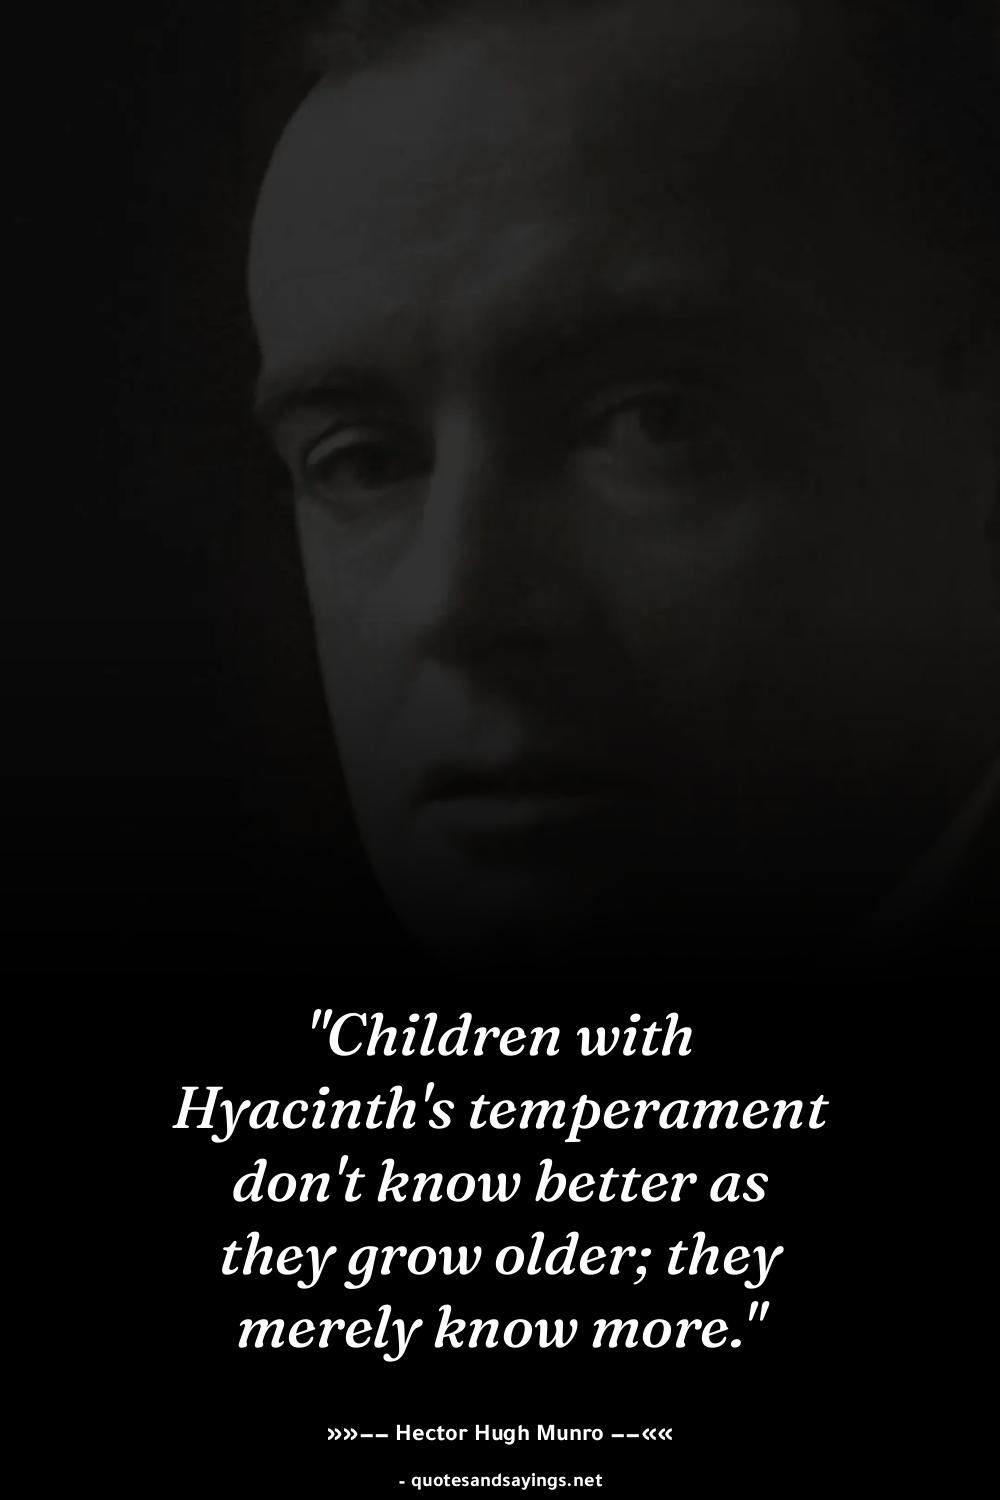 "Children with
Hyacinth's temperament
don't know better as
they grow older; they
merely know more."
»»–– Hector Hugh Munro ––««
- quotesandsayings.net